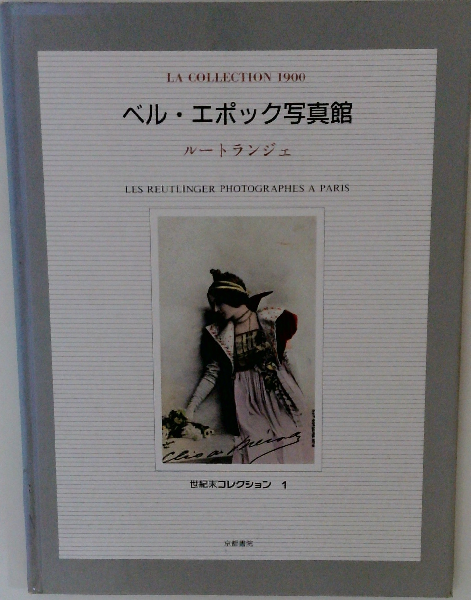 LA COLLECTION 1900
ベル・エポック写真館
ルートランジェ
LES REUTLINGER PHOTOGRAPHES A PARIS
世紀末コレクション 1
京都書院